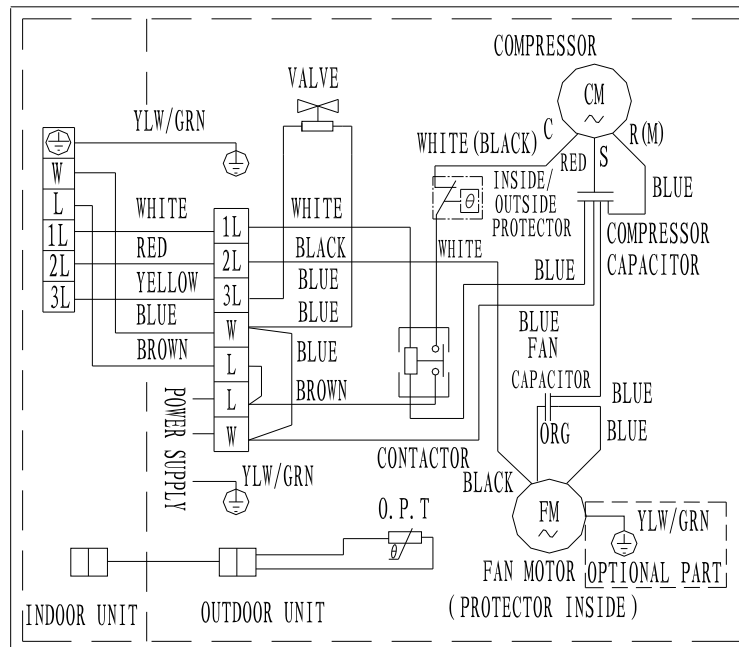 COMPRESSOR
VALVE
CM
YLW/GRN
C
R(M)
WHITE(BLACK)
RED
S
W
L
1L
2L
3L
WHITE
RED
YELLOW
BLUE
BROWN
1L
2L
3L
W
L
L
W
WHITE
BLACK
BLUE
BLUE
BLUE
BROWN
INSIDE/
OUTSIDE
PROTECTOR
θ
WHITE
BLUE
COMPRESSOR
CAPACITOR
BLUE
BLUE
FAN
CAPACITOR
BLUE
ORG
BLUE
POWER SUPPLY
YLW/GRN
CONTACTOR
BLACK
O.P.T
θ
FM
YLW/GRN
FAN MOTOR
OPTIONAL PART
INDOOR UNIT
OUTDOOR UNIT
(PROTECTOR INSIDE)